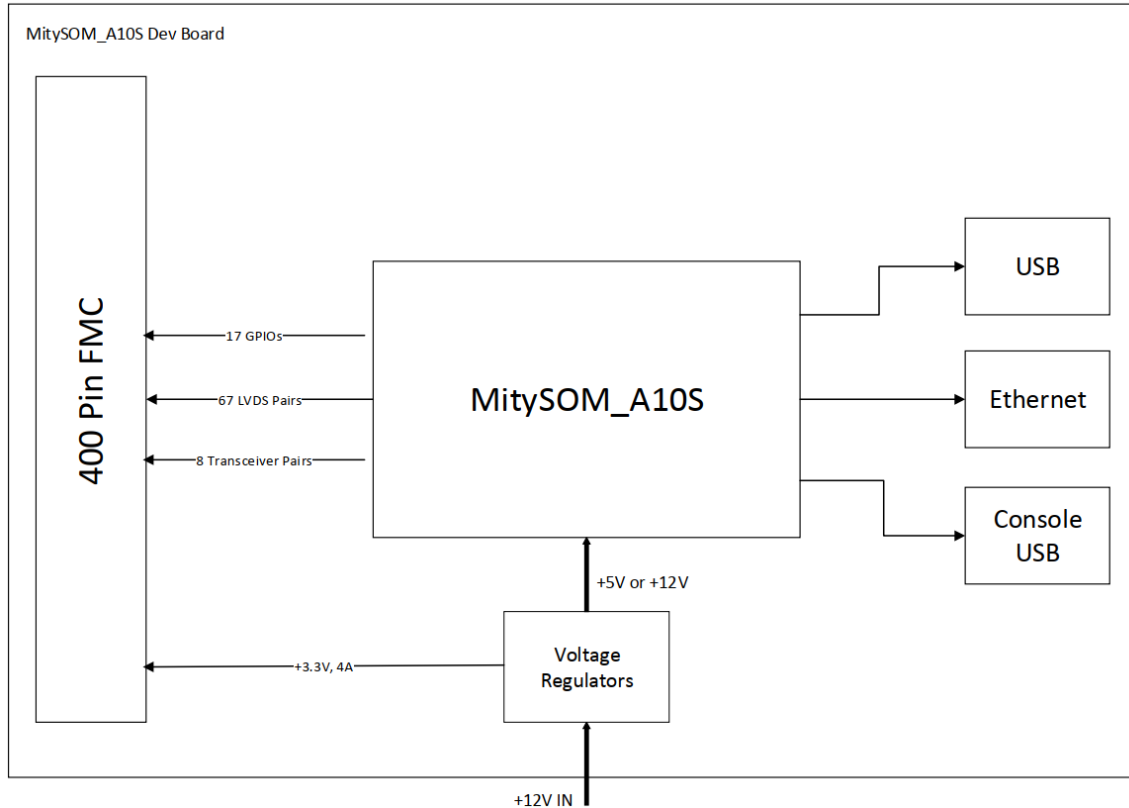 MitySOM_A10S Dev Board
400 Pin FMC
17 GPIOs
67 LVDS Pairs
8 Transceiver Pairs
MitySOM_A10S
USB
Ethernet
Console
USB
+5V or +12V
Voltage
Regulators
+3.3V, 4A
+12V IN